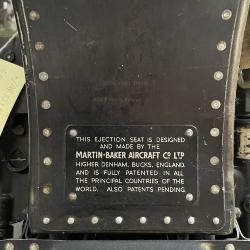 THIS EJECTION SEAT IS DESIGNED
AND MADE BY THE
MARTIN-BAKER AIRCRAFT Co LTD
HIGHER DENHAM, BUCKS, ENGLAND,
AND IS FULLY PATENTED IN ALL
THE PRINCIPAL COUNTRIES OF THE
WORLD. ALSO PATENTS PENDING